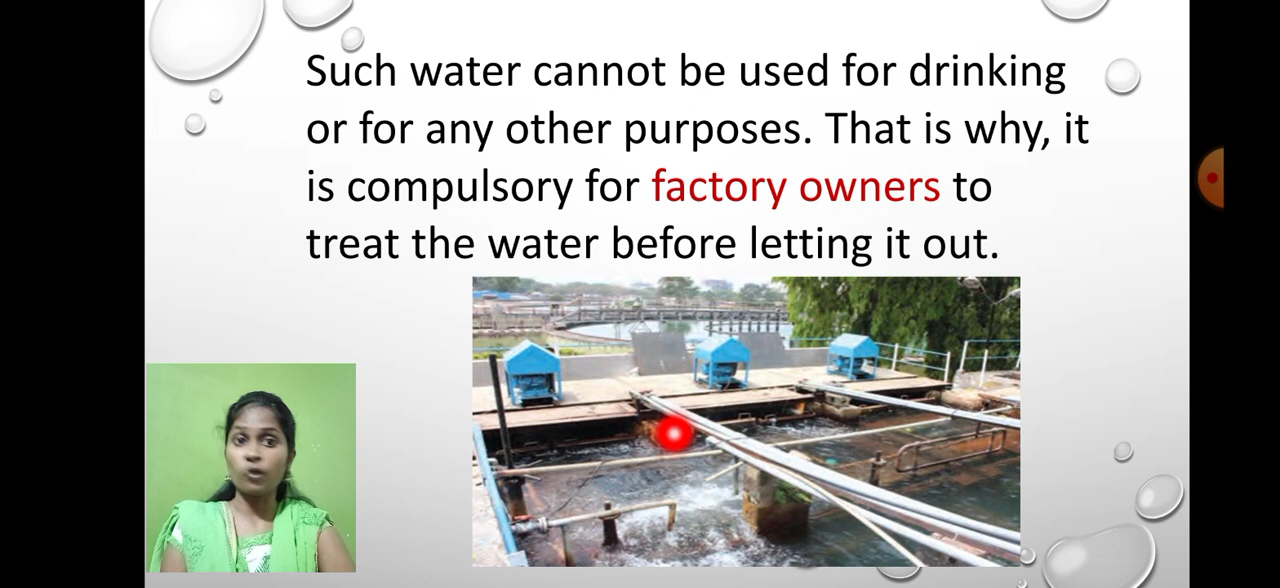 Such water cannot be used for drinking
or for any other purposes. That is why, it
is compulsory for factory owners to
treat the water before letting it out.